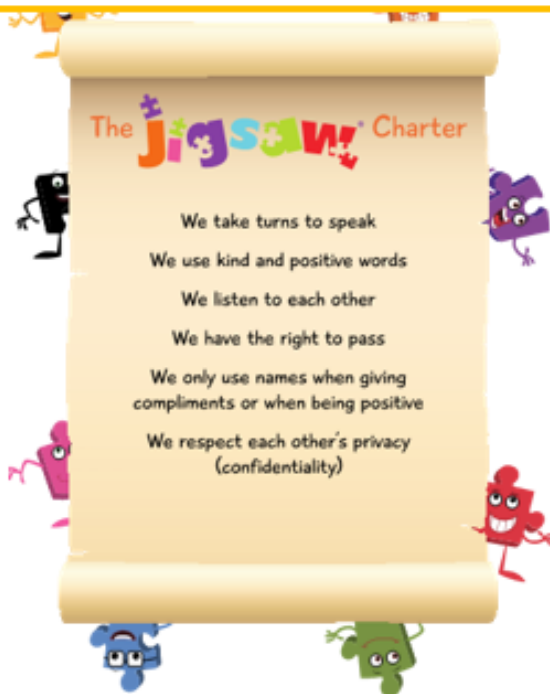 The Jigsaw® Charter
We take turns to speak
We use kind and positive words
We listen to each other
We have the right to pass
We only use names when giving
compliments or when being positive
We respect each other's privacy
(confidentiality)